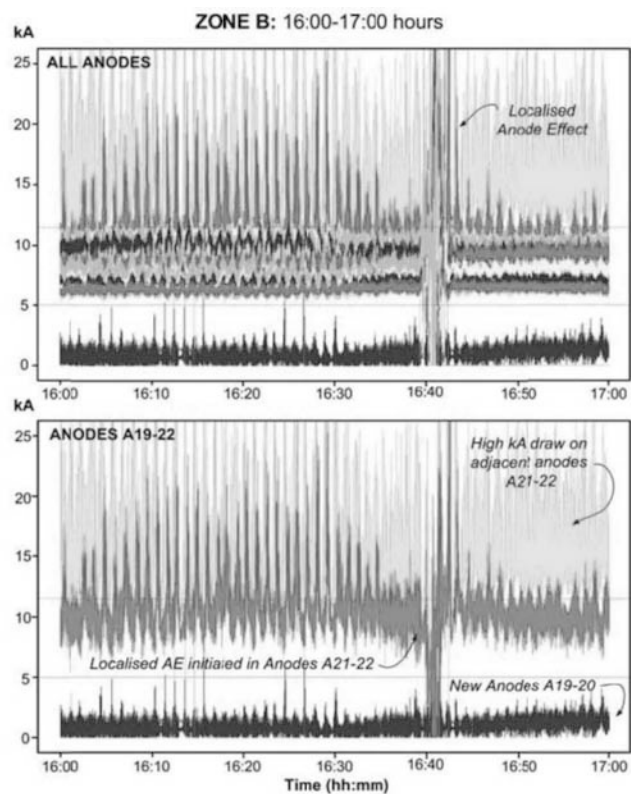 ZONE B: 16:00-17:00 hours
kA
ALL ANODES
25
20
15
10
5
0
Localised
Anode Effect
16:00 16:10 16:20 16:30 16:40 16:50 17:00
kA
ANODES A19-22
25
20
15
10
5
0
High kA draw on
adjacent anodes
A21-22
Localised AE initiated in Anodes A21-22
New Anodes A19-20
16:00 16:10 16:20 16:30 16:40 16:50 17:00
Time (hh:mm)